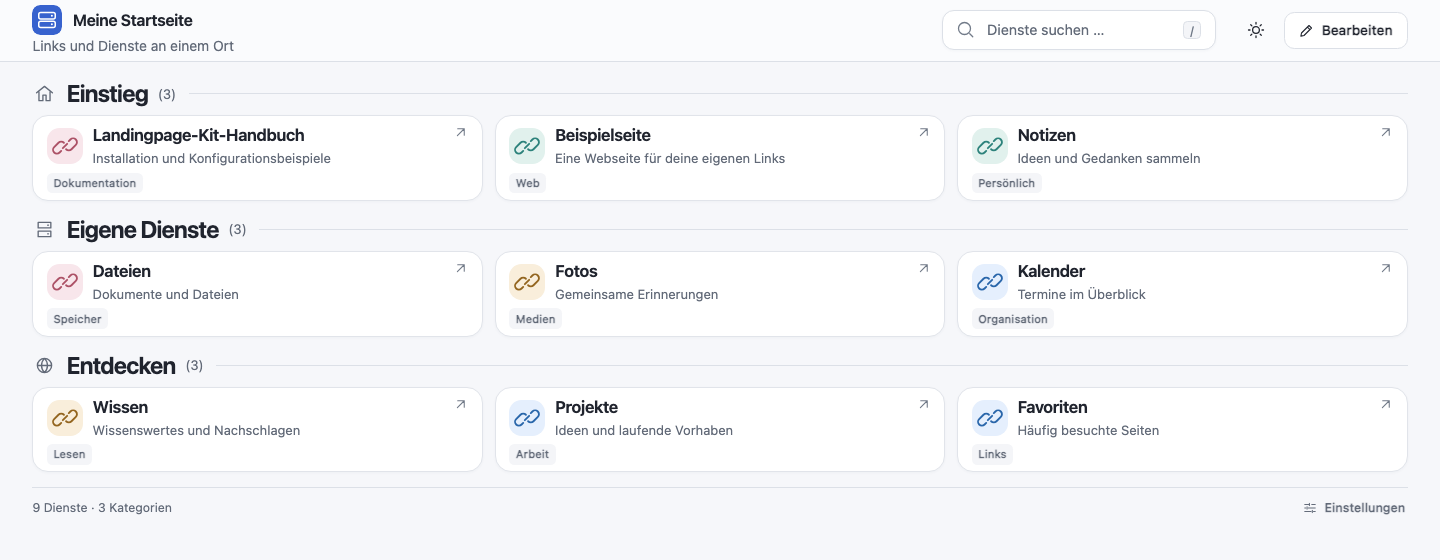 Meine Startseite
Links und Dienste an einem Ort
Dienste suchen ...
/
Bearbeiten
Einstieg (3)
Landingpage-Kit-Handbuch
Installation und Konfigurationsbeispiele
Dokumentation
Beispielseite
Eine Webseite für deine eigenen Links
Web
Notizen
Ideen und Gedanken sammeln
Persönlich
Eigene Dienste (3)
Dateien
Dokumente und Dateien
Speicher
Fotos
Gemeinsame Erinnerungen
Medien
Kalender
Termine im Überblick
Organisation
Entdecken (3)
Wissen
Wissenswertes und Nachschlagen
Lesen
Projekte
Ideen und laufende Vorhaben
Arbeit
Favoriten
Häufig besuchte Seiten
Links
9 Dienste · 3 Kategorien
Einstellungen